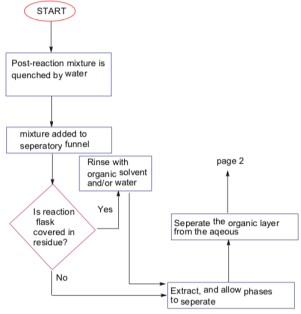 START
Post-reaction mixture is
quenched by water
mixture added to
seperatory funnel
Rinse with
organic solvent
and/or water
Is reaction
flask
covered in
residue?
Yes
No
Extract, and allow phases
to seperate
Seperate the organic layer
from the aqeous
page 2